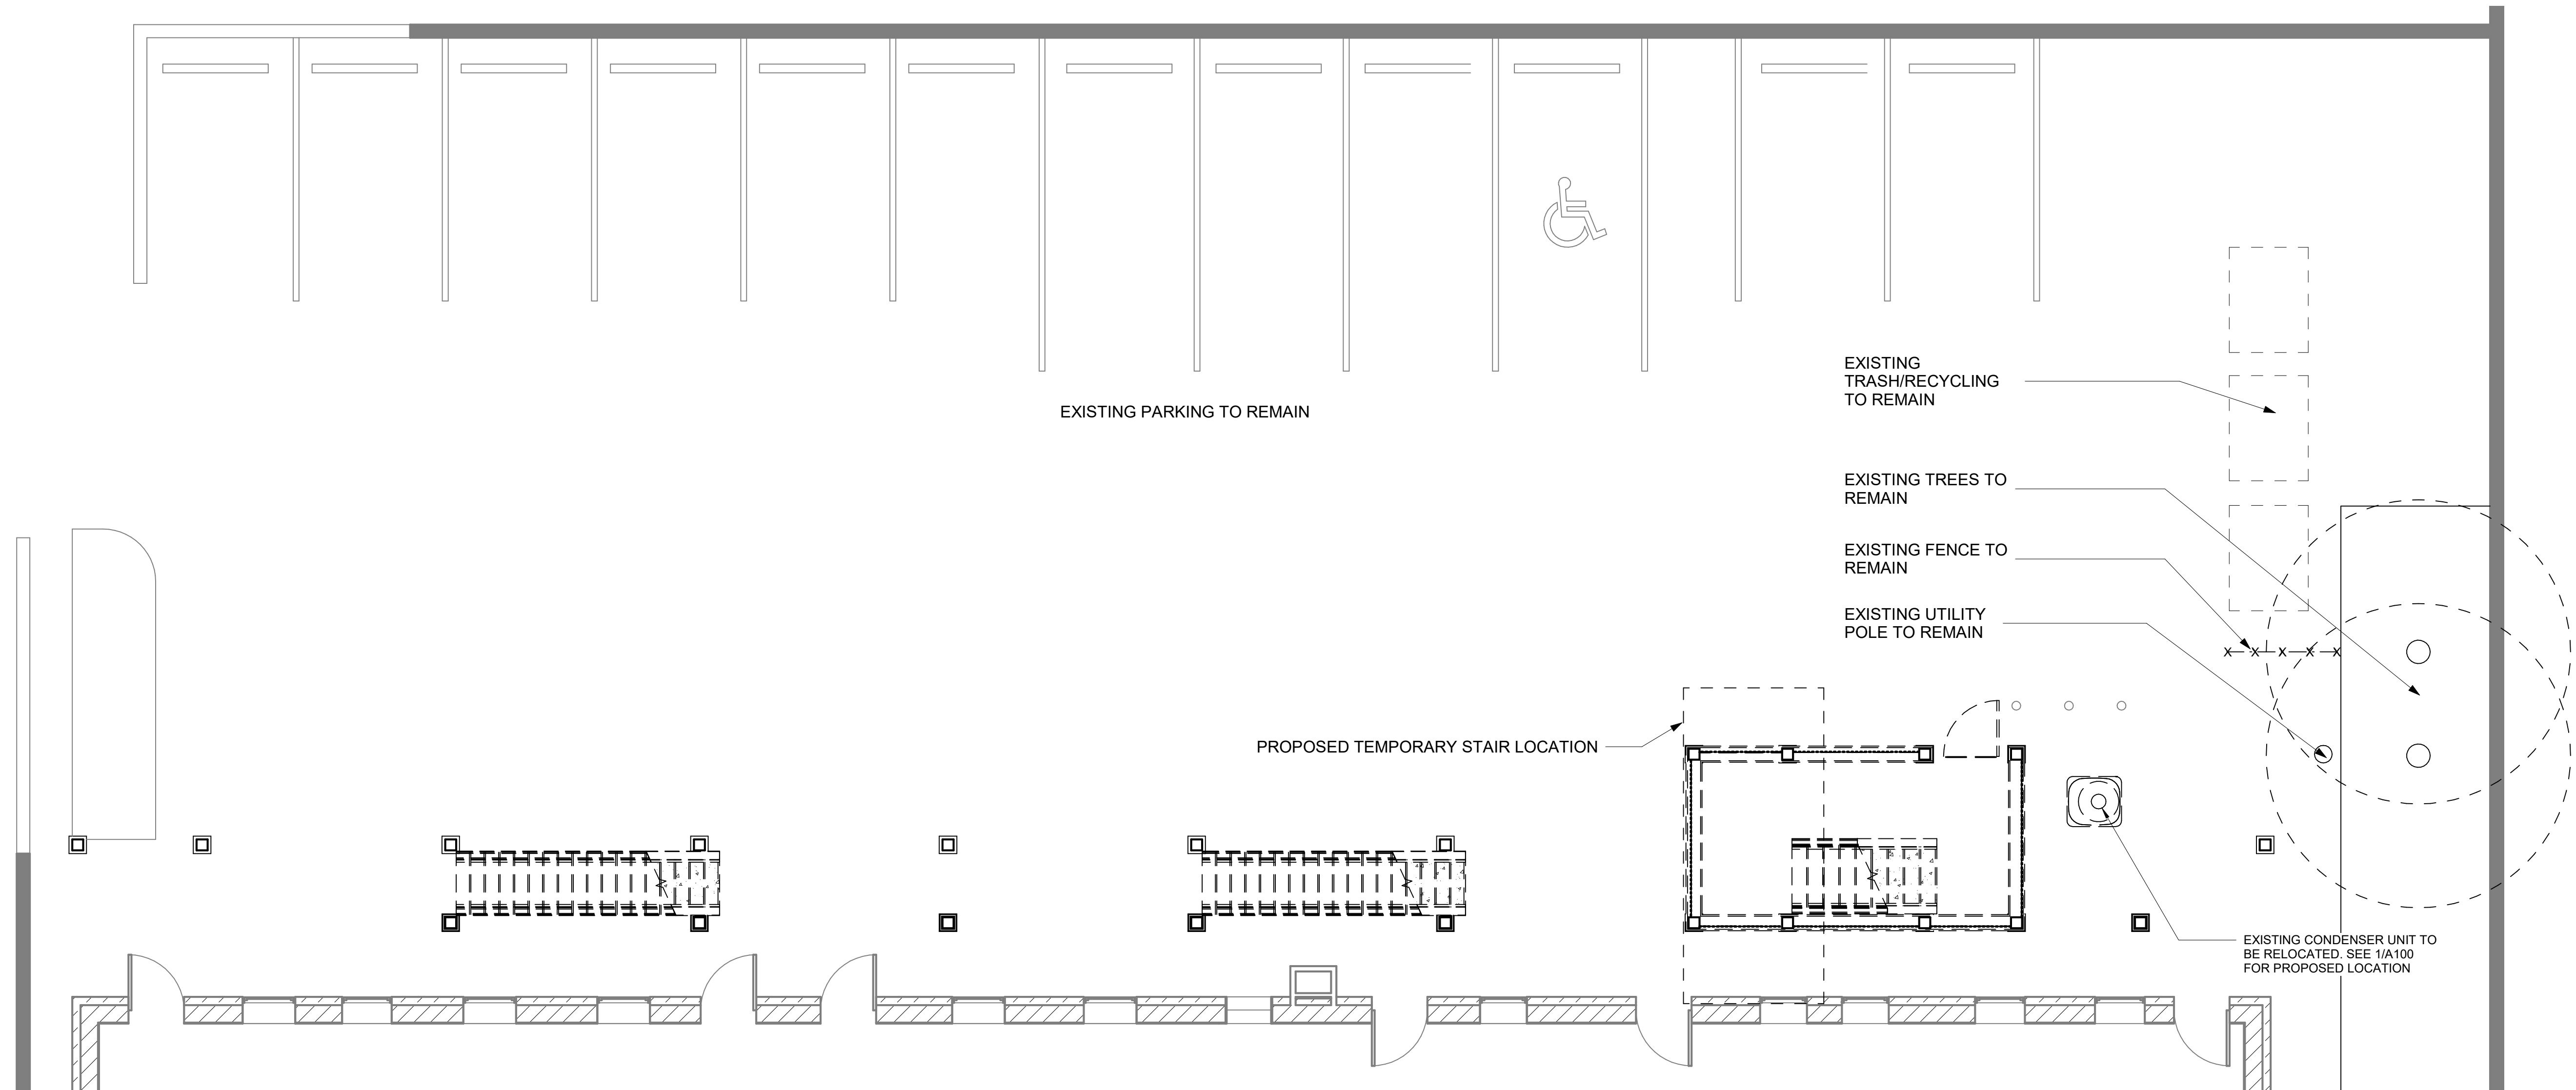 EXISTING
TRASH/RECYCLING
TO REMAIN
EXISTING PARKING TO REMAIN
EXISTING TREES TO
REMAIN
EXISTING FENCE TO
REMAIN
EXISTING UTILITY
POLE TO REMAIN
PROPOSED TEMPORARY STAIR LOCATION
EXISTING CONDENSER UNIT TO
BE RELOCATED. SEE 1/A100
FOR PROPOSED LOCATION